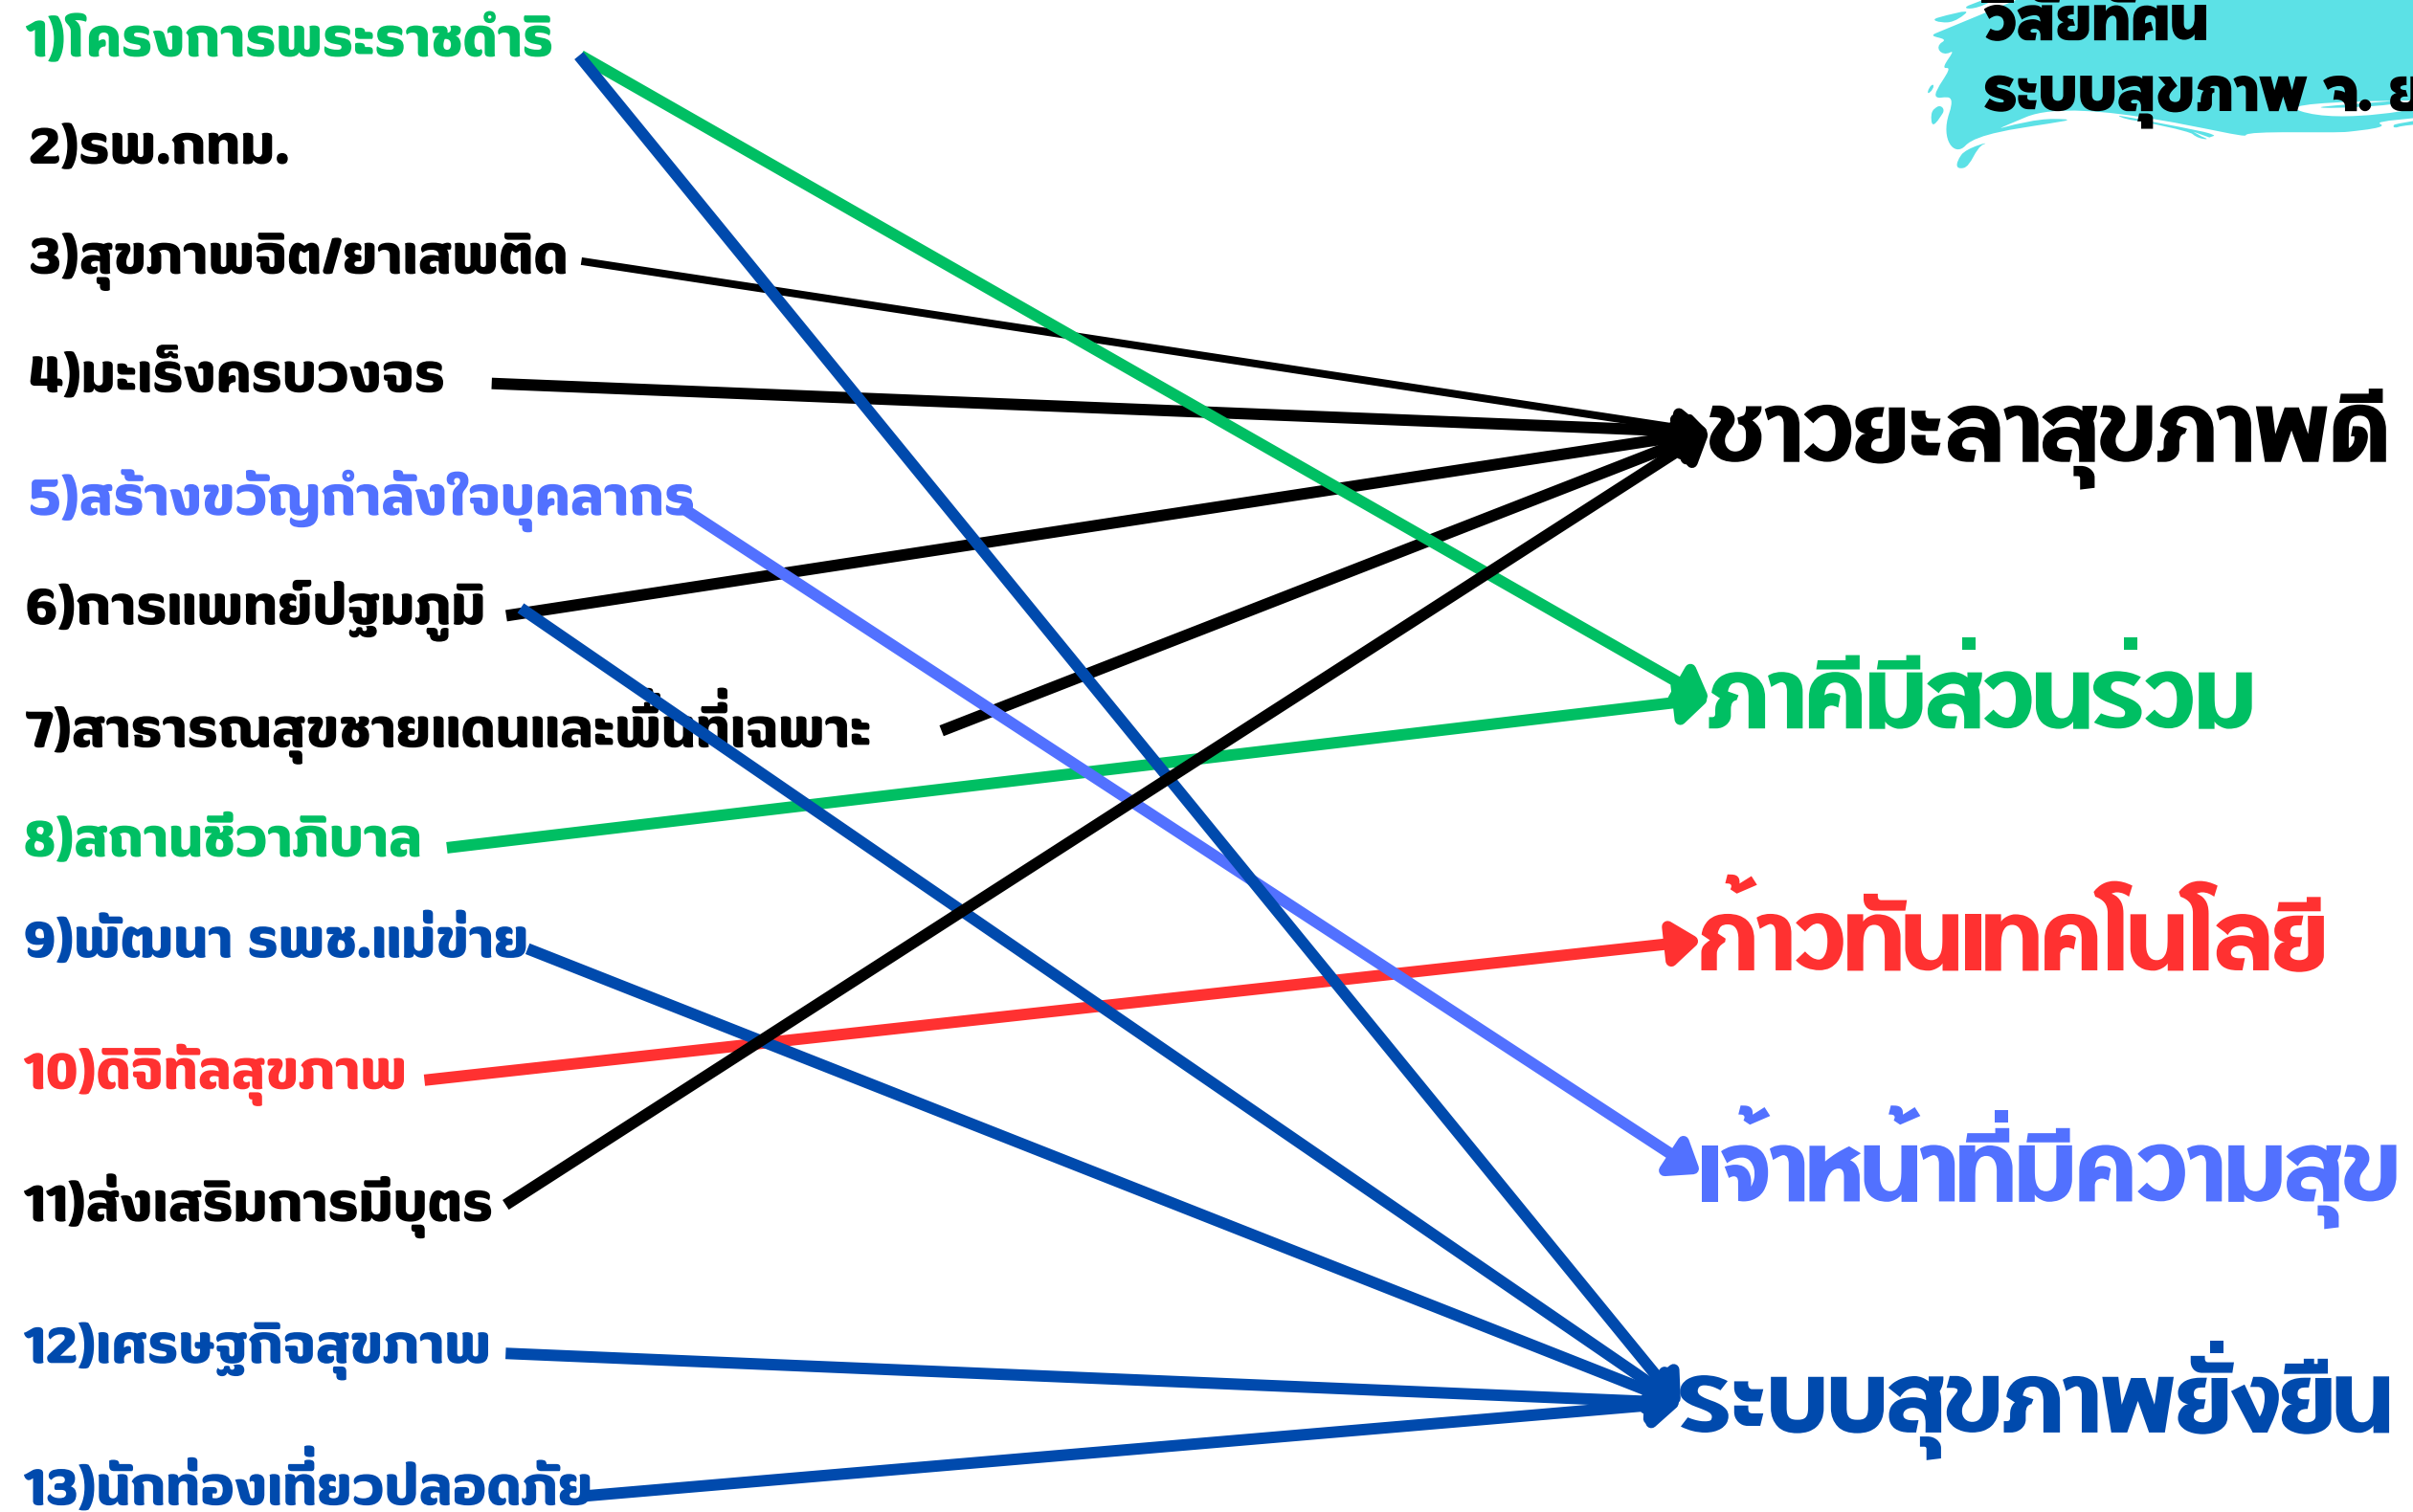 1)โครงการพระราชดำริ
2)รพ.กทม.
3)สุขภาพจิต/ยาเสพติด
4)มะเร็งครบวงจร
5)สร้างขวัญกำลังใจบุคลาการ
6)การแพทย์ปฐมภูมิ
7)สาธารณสุขชายแดนและพื้นที่เฉพาะ
8)สถานชีวาภิบาล
9)พัฒนา รพช.แม่ข่าย
10)ดิจิทัลสุขภาพ
11)ส่งเสริมการมีบุตร
12)เศรษฐกิจสุขภาพ
13)นักท่องเที่ยวปลอดภัย
วิสัยทัศน
ระบบสุขภาพ จ. ย
ชาวยะลาสุขภาพดี
ภาคีมีส่วนร่วม
ก้าวทันเทคโนโลยี
เจ้าหน้าที่มีความสุข
ระบบสุขภาพยั่งยืน